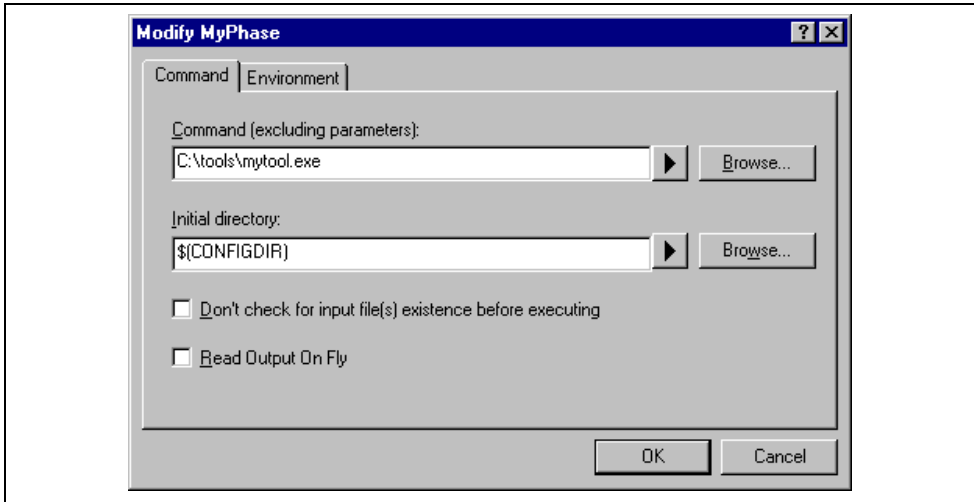 Modify MyPhase
Command Environment
Command (excluding parameters):
C:\tools\mytool.exe Browse...
Initial directory:
$(CONFIGDIR) Browse...
Don't check for input file(s) existence before executing
Read Output On Fly
OK Cancel